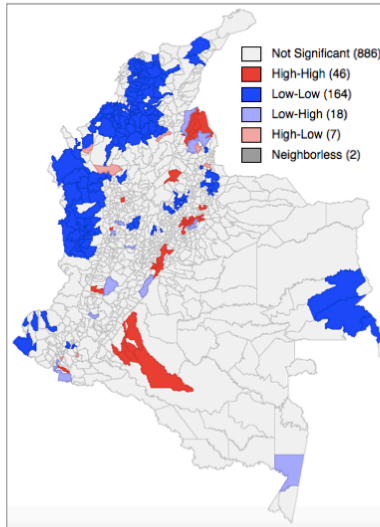 Not Significant (886)
High-High (46)
Low-Low (164)
Low-High (18)
High-Low (7)
Neighborless (2)